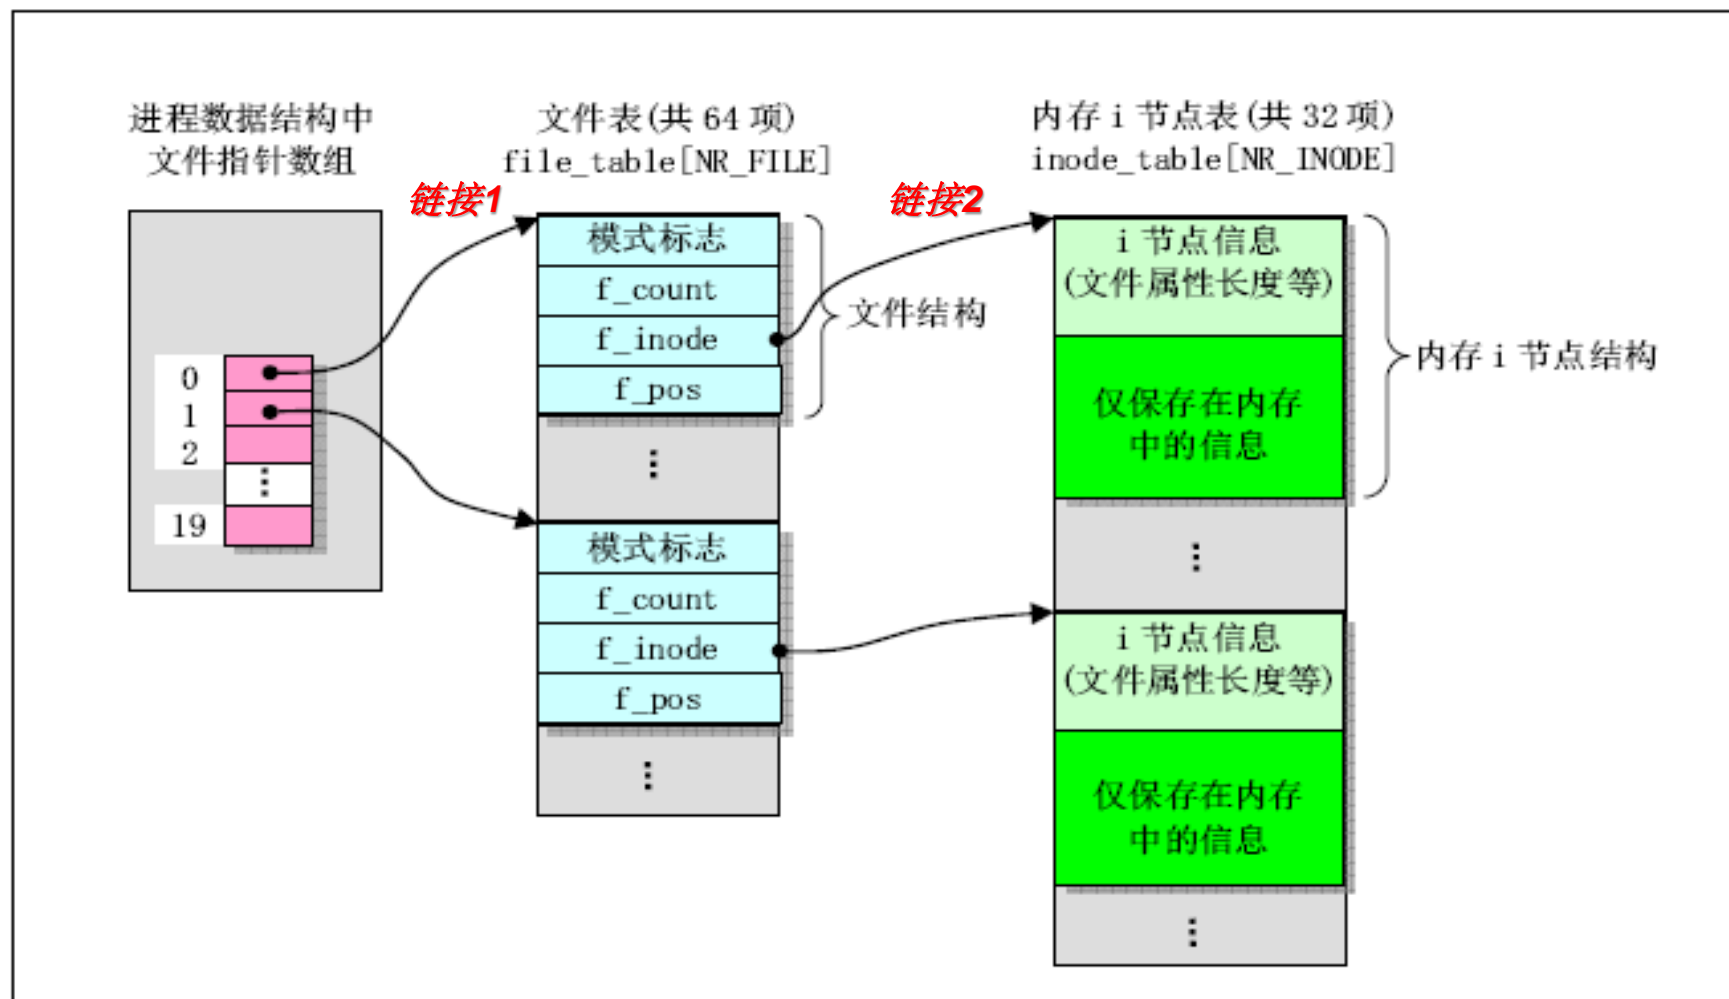 进程数据结构中
文件指针数组
文件表(共 64 项)
file_table[NR_FILE]
内存 i 节点表(共 32 项)
inode_table[NR_INODE]
链接1
链接2
0
1
2
⋮
19
模式标志
f_count
f_inode
f_pos
文件结构
⋮
模式标志
f_count
f_inode
f_pos
⋮
i 节点信息
(文件属性长度等)
仅保存在内存
中的信息
内存 i 节点结构
⋮
i 节点信息
(文件属性长度等)
仅保存在内存
中的信息
⋮